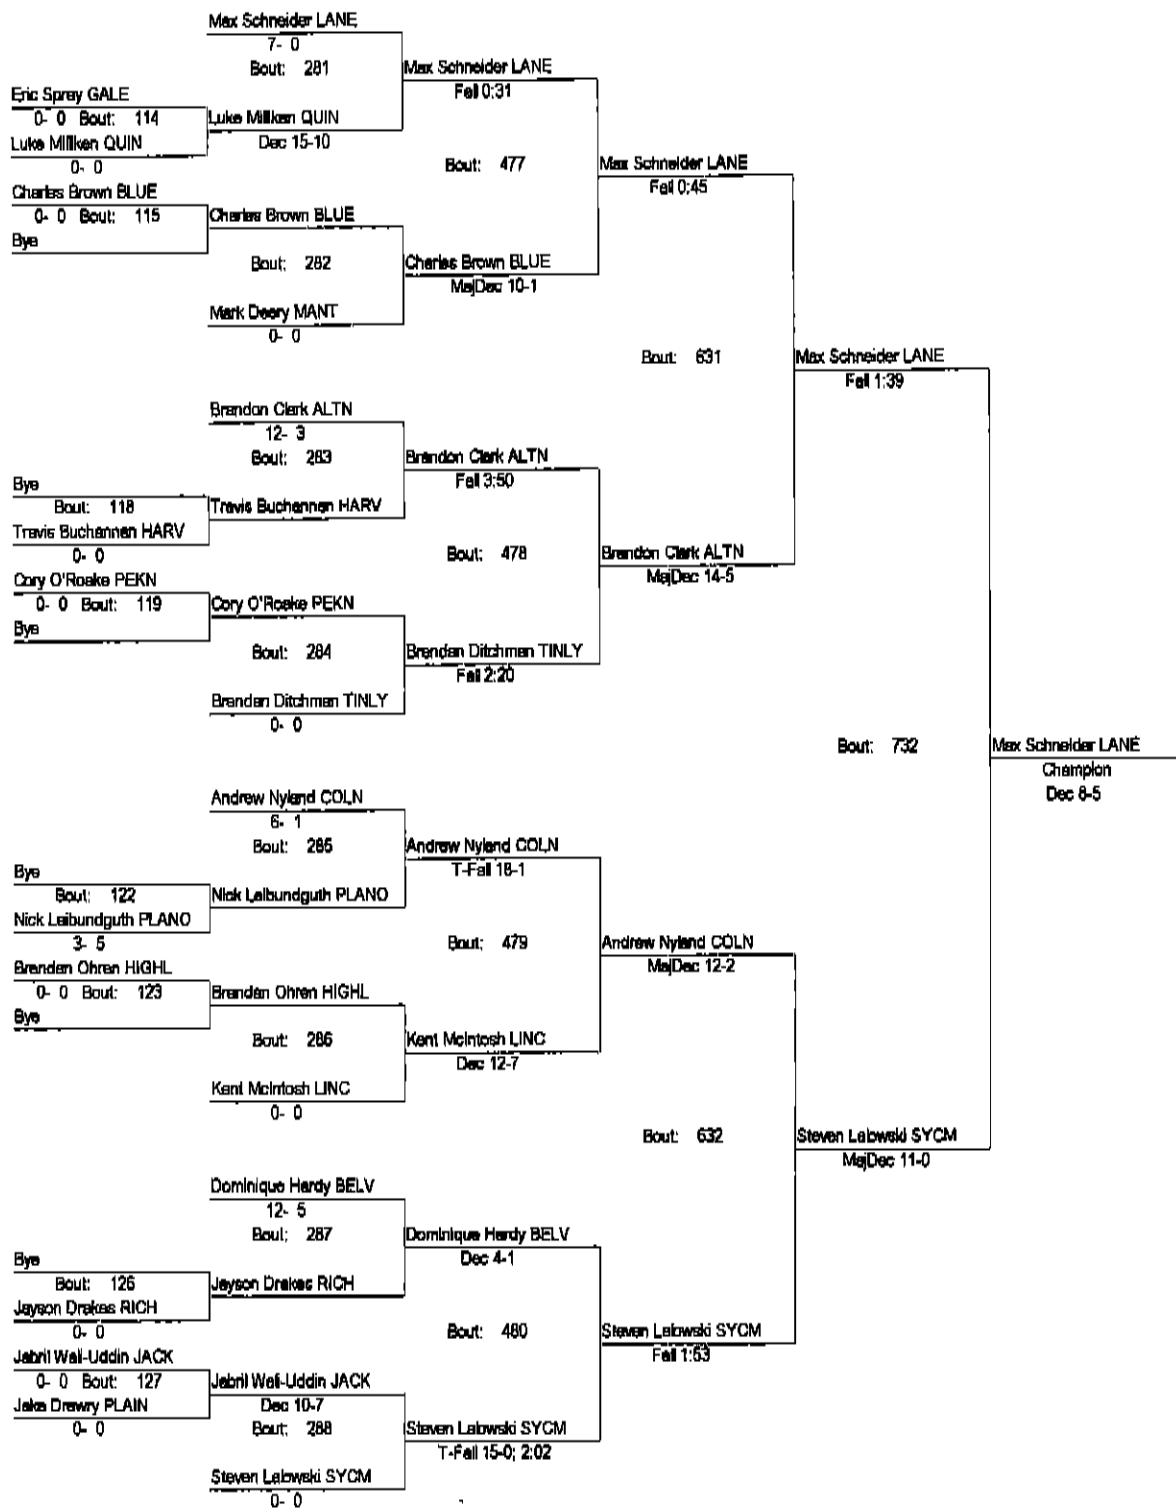 Max Schneider LANE
7- 0
Bout: 281
Max Schneider LANE
Fall 0:31
Eric Spray GALE
0- 0 Bout: 114
Luke Milliken QUIN
Luke Milliken QUIN
Dec 15-10
0- 0
Bout: 477
Max Schneider LANE
Fall 0:45
Charles Brown BLUE
0- 0 Bout: 115
Charles Brown BLUE
Bye
Bout: 282
Charles Brown BLUE
MajDec 10-1
Mark Deery MANT
0- 0
Bout: 631
Max Schneider LANE
Fall 1:39
Brandon Clark ALTN
12- 3
Bout: 283
Brandon Clark ALTN
Fall 3:50
Bye
Bout: 118
Travis Buchannan HARV
Travis Buchannan HARV
0- 0
Bout: 478
Brandon Clark ALTN
MajDec 14-5
Cory O'Roake PEKN
0- 0 Bout: 119
Cory O'Roake PEKN
Bye
Bout: 284
Brendan Ditchman TINLY
Fall 2:20
Brendan Ditchman TINLY
0- 0
Bout: 732
Max Schneider LANE
Champion
Dec 8-5
Andrew Nyland COLN
6- 1
Bout: 285
Andrew Nyland COLN
T-Fall 18-1
Bye
Bout: 122
Nick Leibundguth PLANO
Nick Leibundguth PLANO
3- 5
Bout: 479
Andrew Nyland COLN
MajDec 12-2
Brenden Ohren HIGHL
0- 0 Bout: 123
Brenden Ohren HIGHL
Bye
Bout: 286
Kent McIntosh LINC
Dec 12-7
Kent McIntosh LINC
0- 0
Bout: 632
Steven Lalowski SYCM
MajDec 11-0
Dominique Hardy BELV
12- 5
Bout: 287
Dominique Hardy BELV
Dec 4-1
Bye
Bout: 126
Jayson Drakes RICH
Jayson Drakes RICH
0- 0
Bout: 480
Steven Lalowski SYCM
Fall 1:53
Jabril Wali-Uddin JACK
0- 0 Bout: 127
Jabril Wali-Uddin JACK
Jake Drewry PLAIN
Dec 10-7
0- 0
Bout: 288
Steven Lalowski SYCM
T-Fall 15-0; 2:02
Steven Lalowski SYCM
0- 0